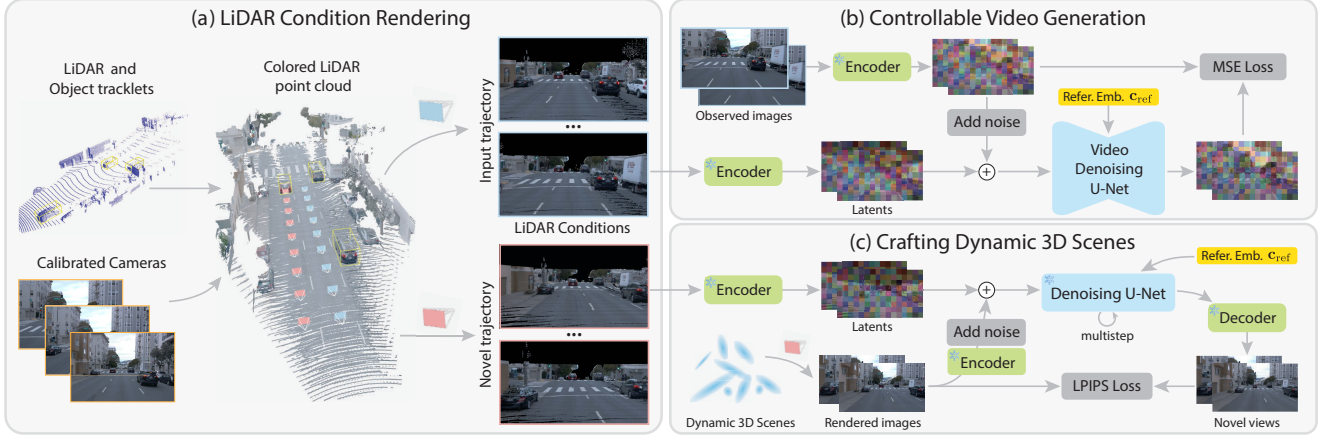 (a) LiDAR Condition Rendering
LiDAR and
Object tracklets
Colored LiDAR
point cloud
Calibrated Cameras
Input trajectory
...
LiDAR Conditions
Novel trajectory
...
(b) Controllable Video Generation
Observed images
Encoder
MSE Loss
Refer. Emb. c_ref
Add noise
Encoder
Latents
+
Video
Denoising
U-Net
(c) Crafting Dynamic 3D Scenes
Refer. Emb. c_ref
Encoder
Latents
+
Denoising U-Net
multistep
Decoder
Add noise
Encoder
LPIPS Loss
Dynamic 3D Scenes
Rendered images
Novel views